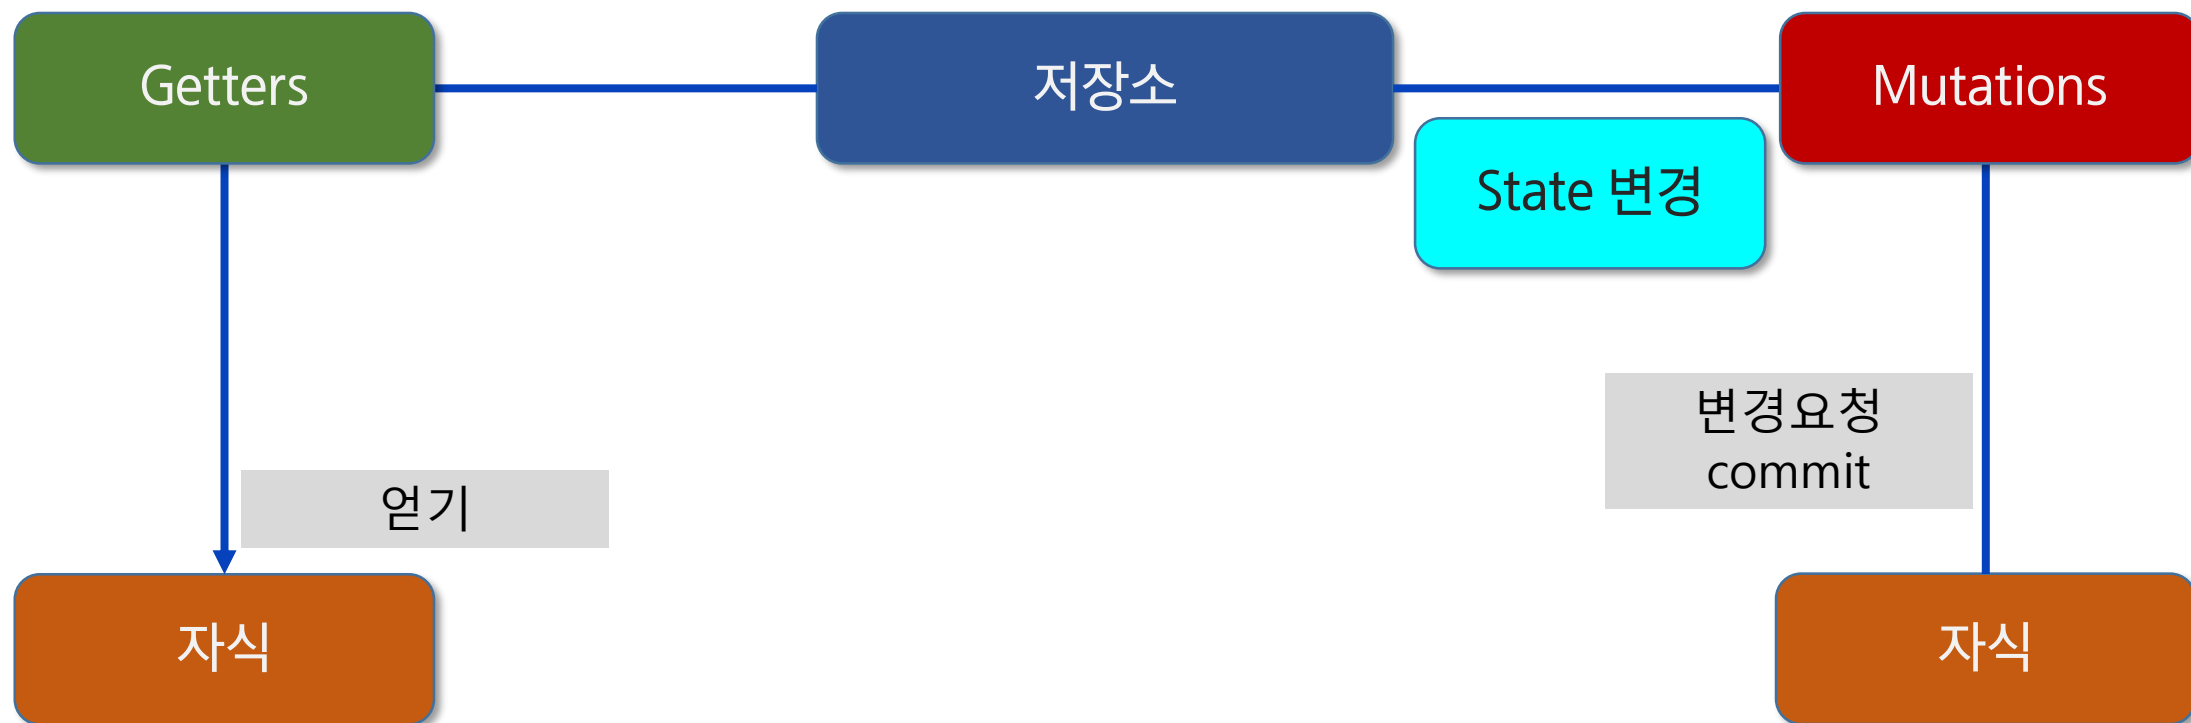 Getters
저장소
Mutations
State 변경
변경요청
commit
얻기
자식
자식